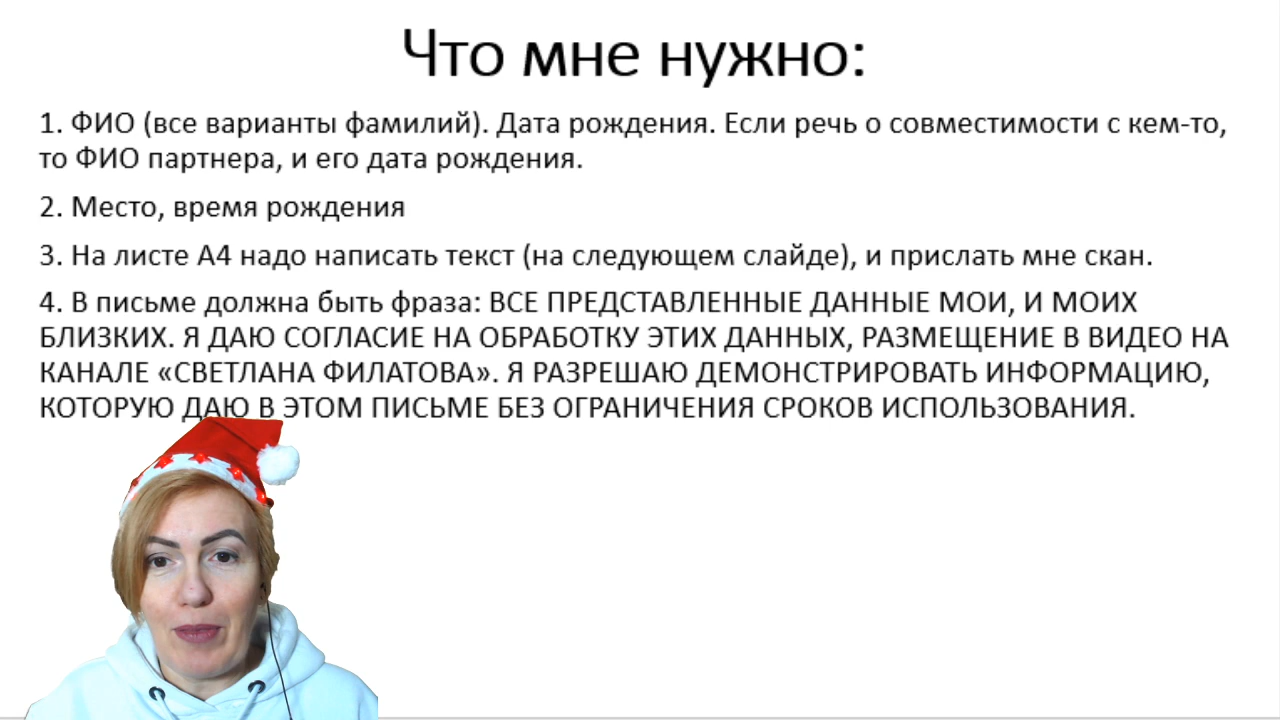 Что мне нужно:
1. ФИО (все варианты фамилий). Дата рождения. Если речь о совместимости с кем-то,
то ФИО партнера, и его дата рождения.
2. Место, время рождения
3. На листе А4 надо написать текст (на следующем слайде), и прислать мне скан.
4. В письме должна быть фраза: ВСЕ ПРЕДСТАВЛЕННЫЕ ДАННЫЕ МОИ, И МОИХ
БЛИЗКИХ. Я ДАЮ СОГЛАСИЕ НА ОБРАБОТКУ ЭТИХ ДАННЫХ, РАЗМЕЩЕНИЕ В ВИДЕО НА
КАНАЛЕ «СВЕТЛАНА ФИЛАТОВА». Я РАЗРЕШАЮ ДЕМОНСТРИРОВАТЬ ИНФОРМАЦИЮ,
КОТОРУЮ ДАЮ В ЭТОМ ПИСЬМЕ БЕЗ ОГРАНИЧЕНИЯ СРОКОВ ИСПОЛЬЗОВАНИЯ.